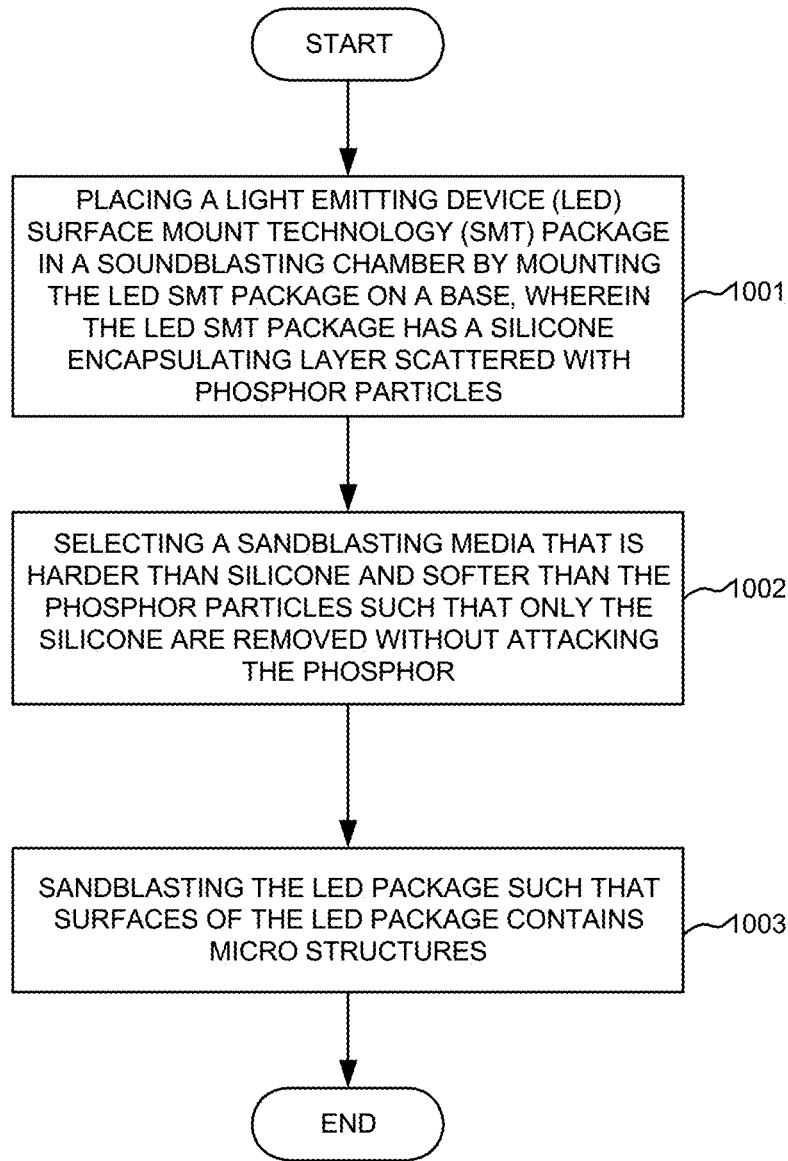 START
PLACING A LIGHT EMITTING DEVICE (LED)
SURFACE MOUNT TECHNOLOGY (SMT) PACKAGE
IN A SOUNDBLASTING CHAMBER BY MOUNTING
THE LED SMT PACKAGE ON A BASE, WHEREIN
THE LED SMT PACKAGE HAS A SILICONE
ENCAPSULATING LAYER SCATTERED WITH
PHOSPHOR PARTICLES
1001
SELECTING A SANDBLASTING MEDIA THAT IS
HARDER THAN SILICONE AND SOFTER THAN THE
PHOSPHOR PARTICLES SUCH THAT ONLY THE
SILICONE ARE REMOVED WITHOUT ATTACKING
THE PHOSPHOR
1002
SANDBLASTING THE LED PACKAGE SUCH THAT
SURFACES OF THE LED PACKAGE CONTAINS
MICRO STRUCTURES
1003
END